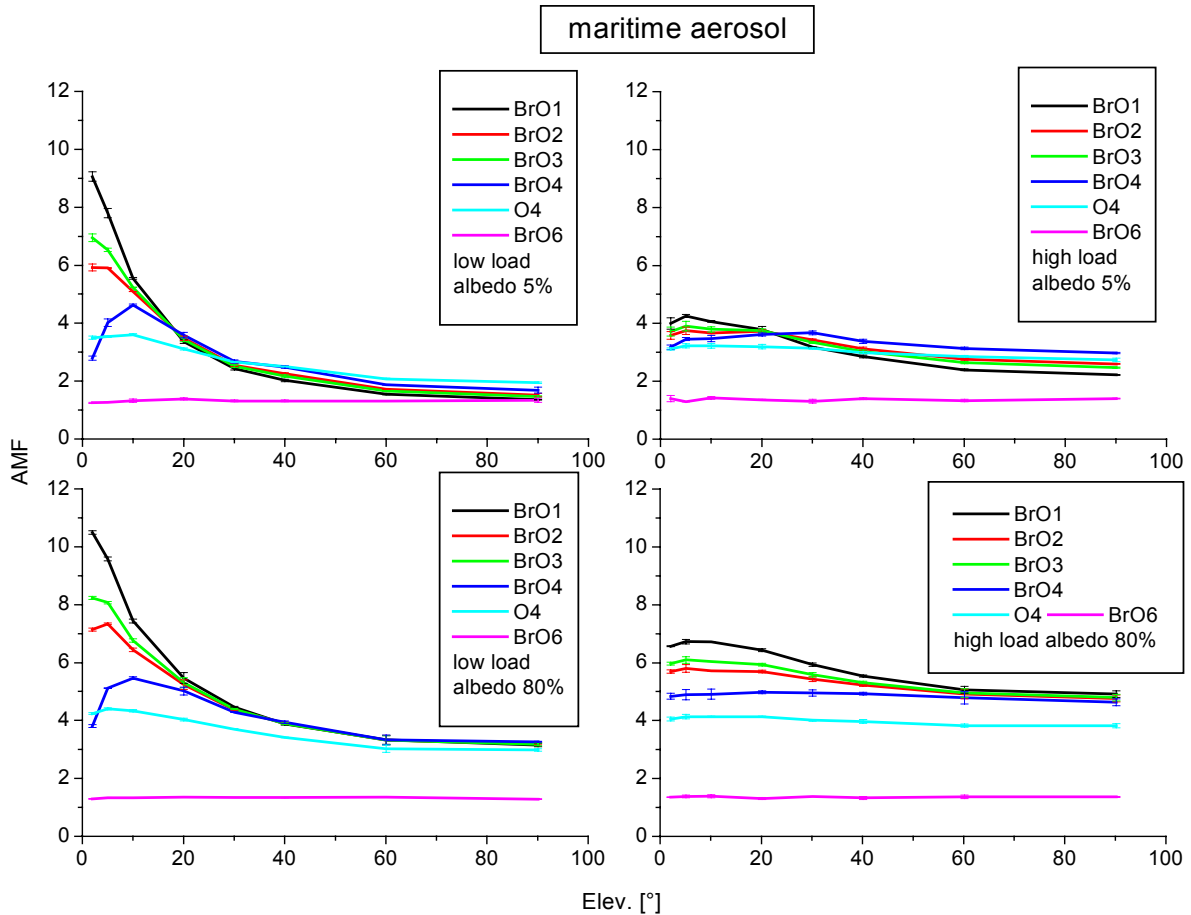 maritime aerosol
12
10
8
6
4
2
0
0 20 40 60 80 100
BrO1
BrO2
BrO3
BrO4
O4
BrO6
low load
albedo 5%
12
10
8
6
4
2
0
0 20 40 60 80 100
BrO1
BrO2
BrO3
BrO4
O4
BrO6
high load
albedo 5%
AMF
12
10
8
6
4
2
0
0 20 40 60 80 100
BrO1
BrO2
BrO3
BrO4
O4
BrO6
low load
albedo 80%
12
10
8
6
4
2
0
0 20 40 60 80 100
BrO1
BrO2
BrO3
BrO4
O4 BrO6
high load albedo 80%
Elev. [°]